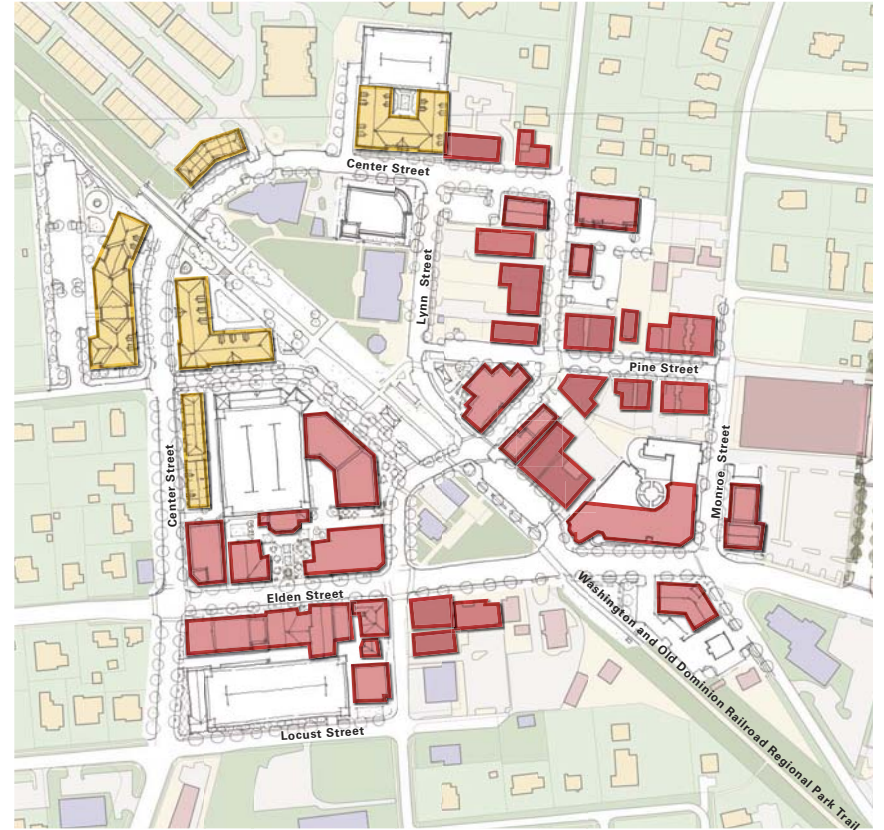 Center Street
Lynn Street
Pine Street
Center Street
Monroe Street
Elden Street
Washington and Old Dominion Railroad Regional Park Trail
Locust Street